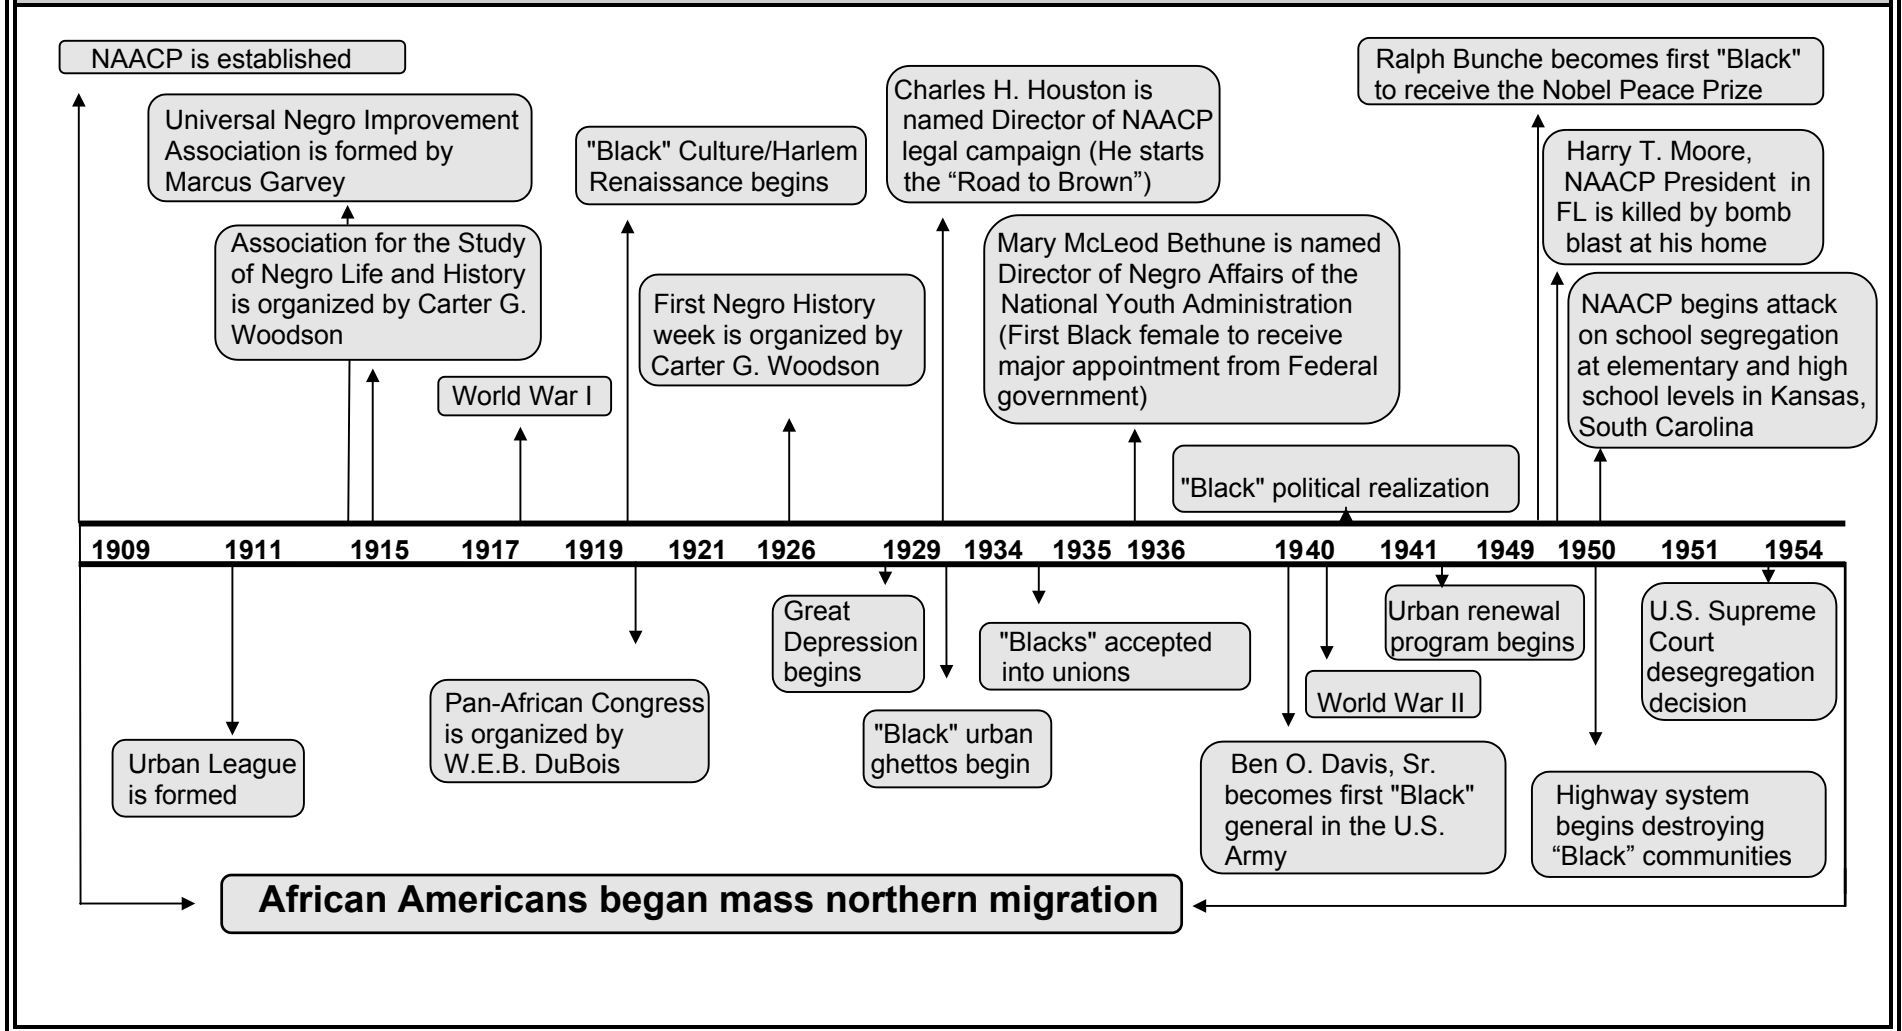 NAACP is established
Universal Negro Improvement
Association is formed by
Marcus Garvey
Association for the Study
of Negro Life and History
is organized by Carter G.
Woodson
World War I
"Black" Culture/Harlem
Renaissance begins
First Negro History
week is organized by
Carter G. Woodson
Charles H. Houston is
named Director of NAACP
legal campaign (He starts
the “Road to Brown”)
Mary McLeod Bethune is named
Director of Negro Affairs of the
National Youth Administration
(First Black female to receive
major appointment from Federal
government)
"Black" political realization
Ralph Bunche becomes first "Black"
to receive the Nobel Peace Prize
Harry T. Moore,
NAACP President in
FL is killed by bomb
blast at his home
NAACP begins attack
on school segregation
at elementary and high
school levels in Kansas,
South Carolina
1909 1911 1915 1917 1919 1921 1926 1929 1934 1935 1936 1940 1941 1949 1950 1951 1954
Urban League
is formed
Pan-African Congress
is organized by
W.E.B. DuBois
Great
Depression
begins
"Black" urban
ghettos begin
"Blacks" accepted
into unions
Ben O. Davis, Sr.
becomes first "Black"
general in the U.S.
Army
World War II
Urban renewal
program begins
Highway system
begins destroying
“Black” communities
U.S. Supreme
Court
desegregation
decision
African Americans began mass northern migration